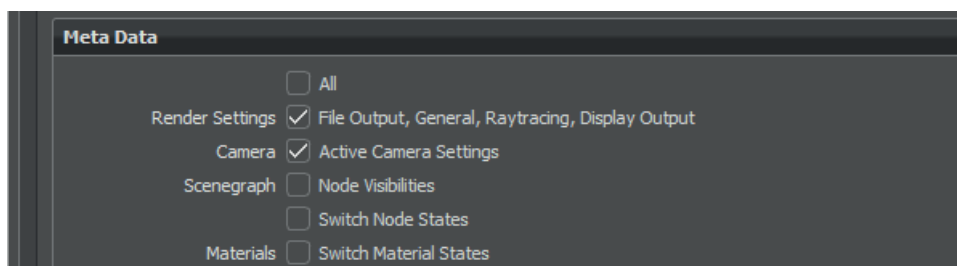 Meta Data
All
Render Settings File Output, General, Raytracing, Display Output
Camera Active Camera Settings
Scenegraph Node Visibilities
Switch Node States
Materials Switch Material States